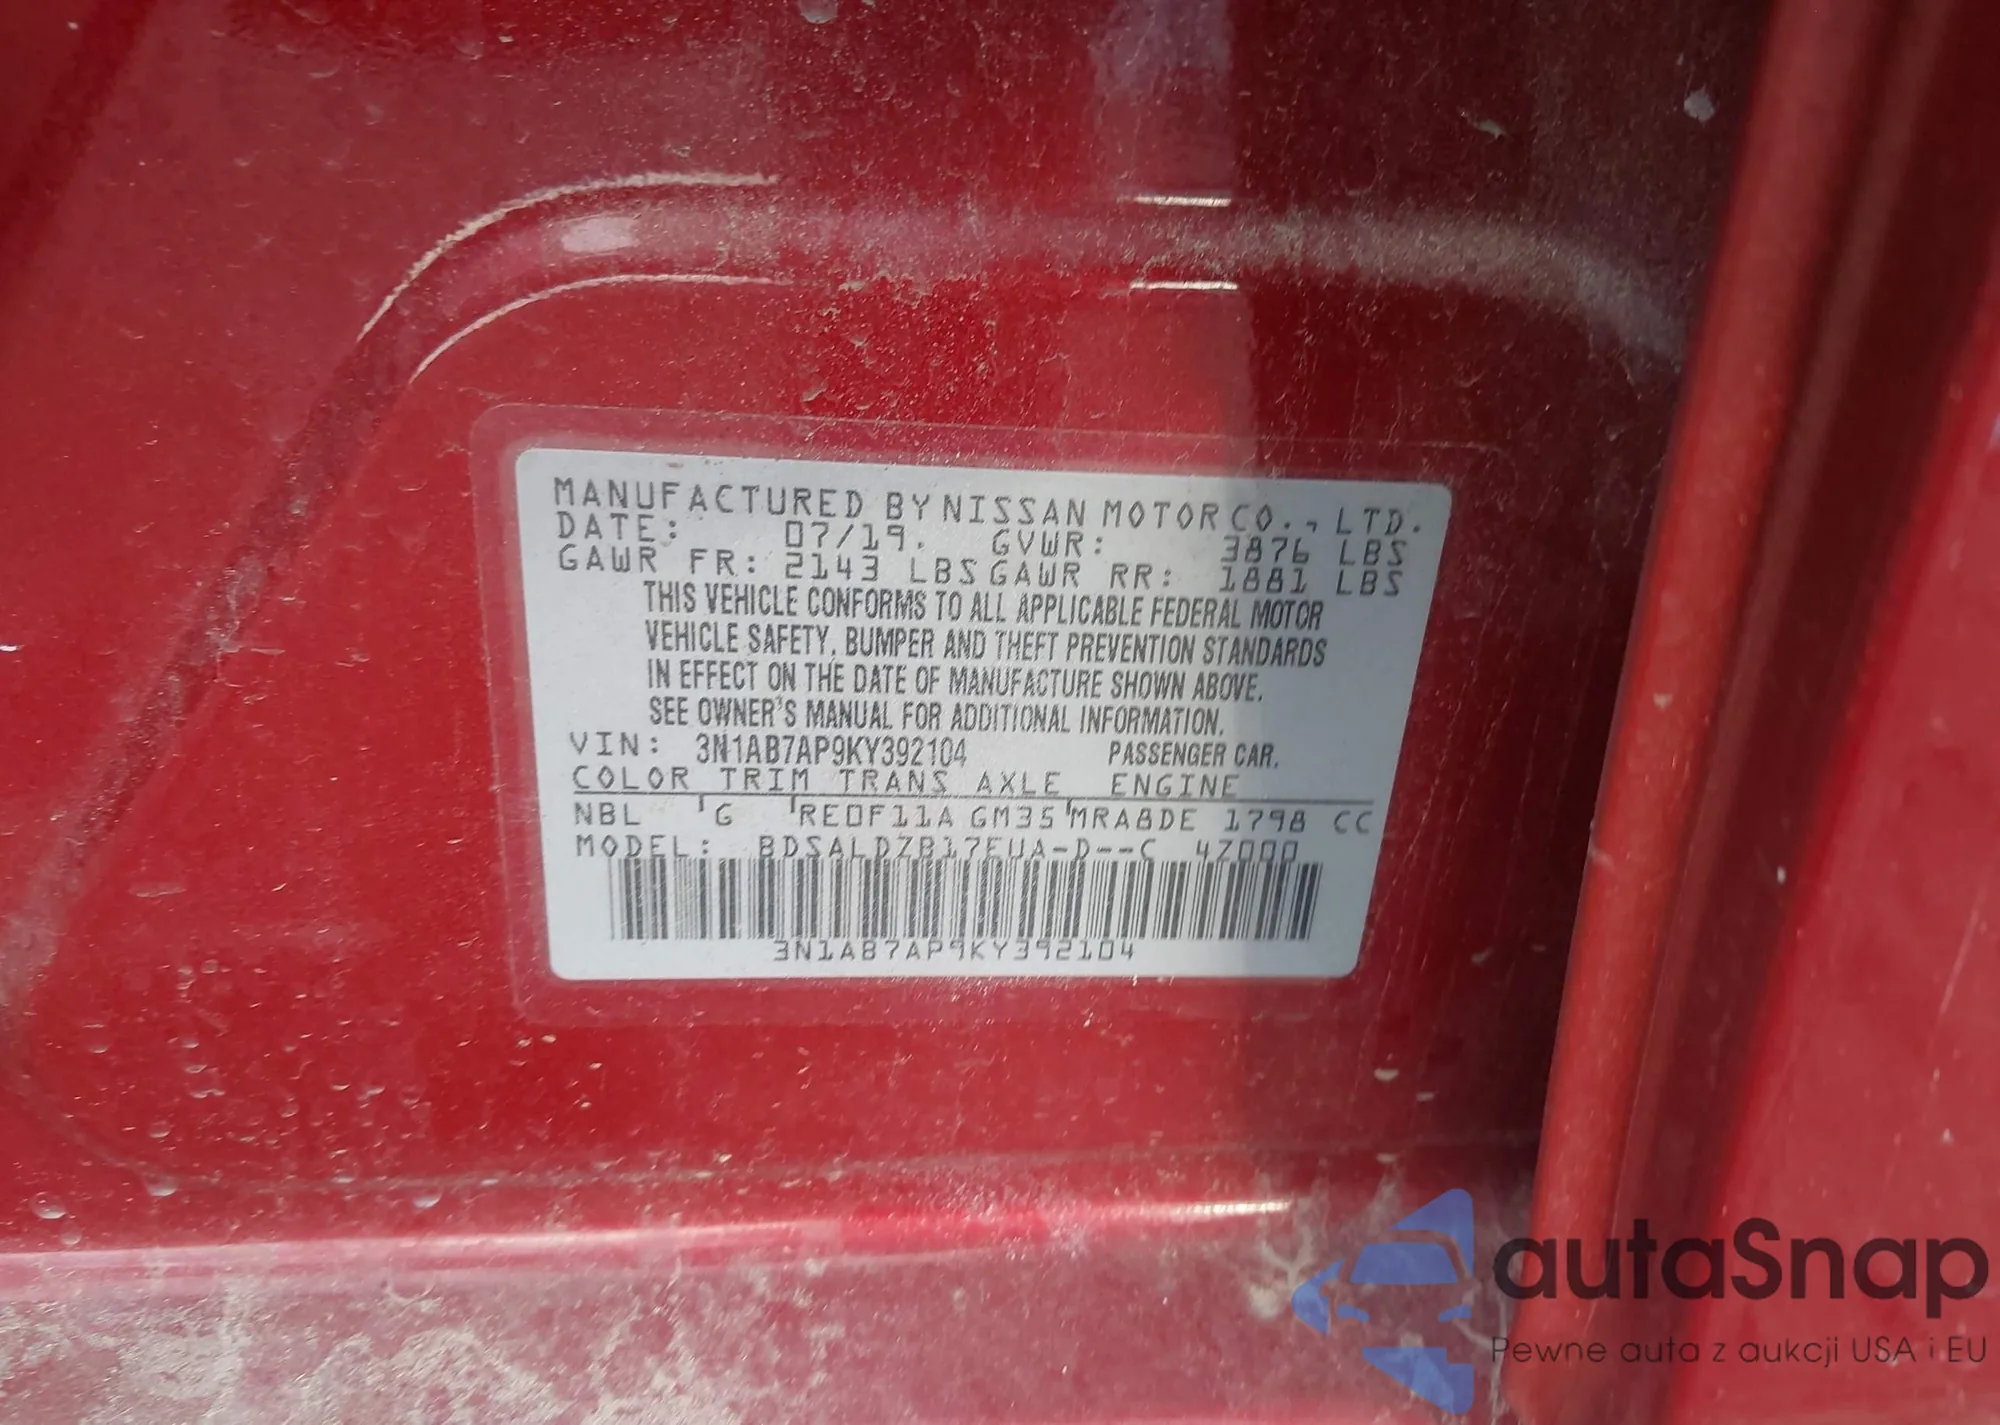 MANUFACTURED BY NISSAN MOTOR CO., LTD.
DATE: 07/19. GVWR: 3876 LBS
GAWR FR: 2143 LBS GAWR RR: 1881 LBS
THIS VEHICLE CONFORMS TO ALL APPLICABLE FEDERAL MOTOR
VEHICLE SAFETY, BUMPER AND THEFT PREVENTION STANDARDS
IN EFFECT ON THE DATE OF MANUFACTURE SHOWN ABOVE.
SEE OWNER'S MANUAL FOR ADDITIONAL INFORMATION.
VIN: 3N1AB7AP9KY392104 PASSENGER CAR.
COLOR TRIM TRANS AXLE ENGINE
NBL G RE0F11A GM35 MRA8DE 1798 CC
MODEL: BDSALDZB17EUA-D--C 4Z000
3N1AB7AP9KY392104
autaSnap
Pewne auta z aukcji USA i EU